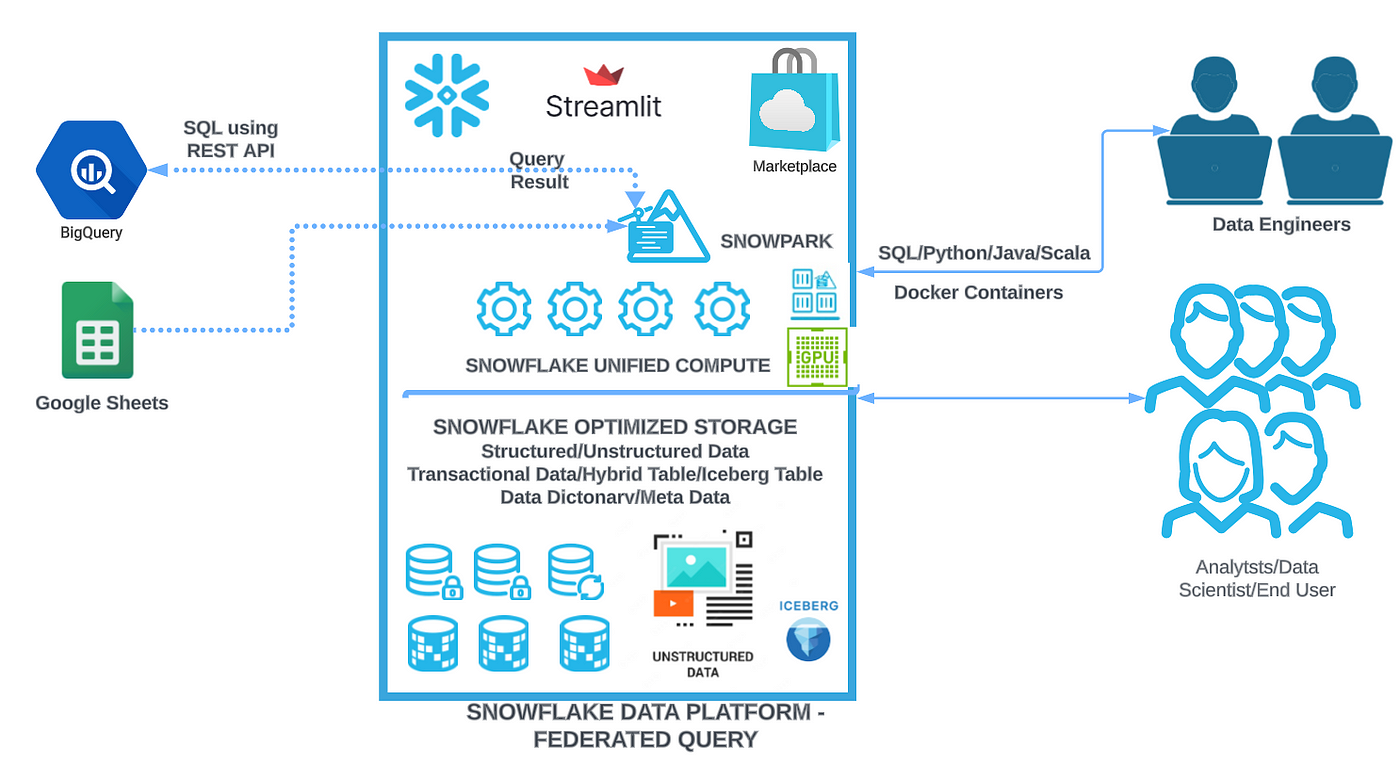 Streamlit
Marketplace
SQL using
REST API
Query
Result
BigQuery
Google Sheets
SNOWPARK
SNOWFLAKE UNIFIED COMPUTE
GPU
SQL/Python/Java/Scala
Docker Containers
Data Engineers
SNOWFLAKE OPTIMIZED STORAGE
Structured/Unstructured Data
Transactional Data/Hybrid Table/Iceberg Table
Data Dictonary/Meta Data
UNSTRUCTURED
DATA
ICEBERG
Analytsts/Data
Scientist/End User
SNOWFLAKE DATA PLATFORM -
FEDERATED QUERY